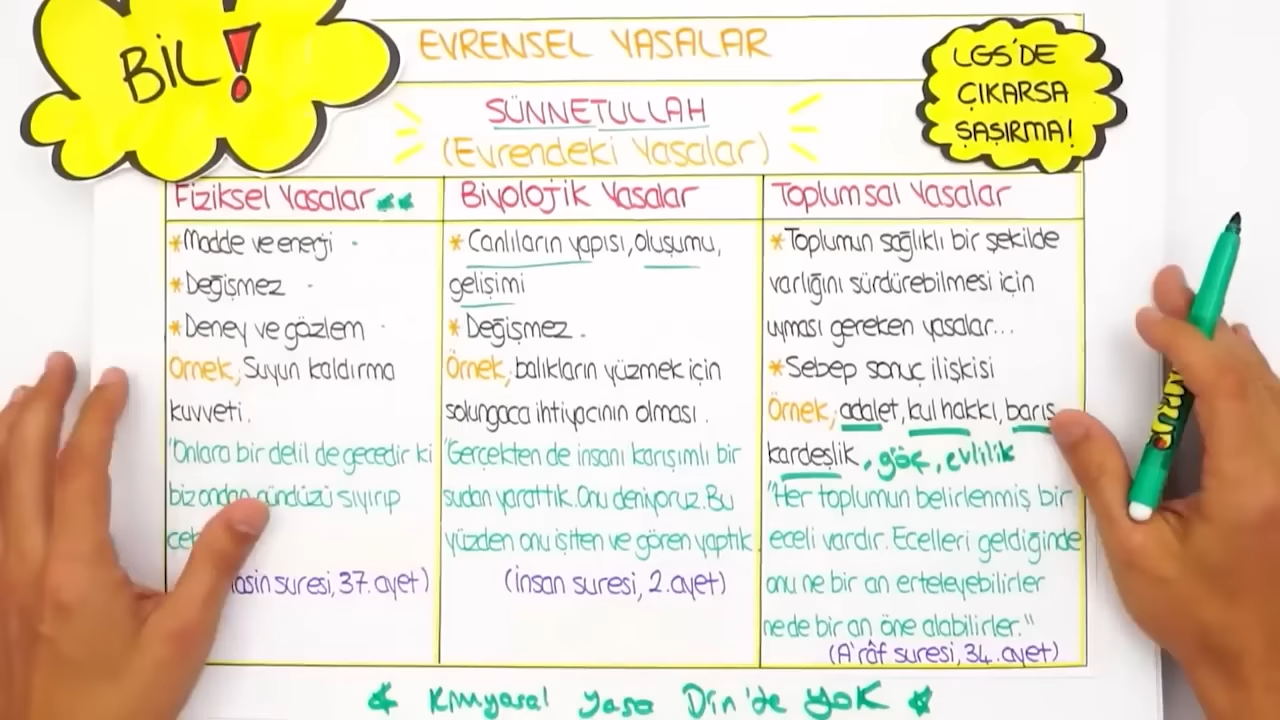 BİL!
EVRENSEL YASALAR
LGS'DE
ÇIKARSA
ŞAŞIRMA!
SÜNNETULLAH
(Evrendeki Yasalar)
Fiziksel Yasalar
*Madde ve enerji
*Değişmez
*Deney ve gözlem
Örnek; Suyun kaldırma
kuvveti.
"Onlara bir delil de gecedir ki
biz ondan gündüzü sıyırıp
suresi, 37. ayet)
Biyolojik Yasalar
*Canlıların yapısı, oluşumu,
gelişimi
*Değişmez.
Örnek; balıkların yüzmek için
solungaca ihtiyacının olması.
"Gerçekten de insanı karışımlı bir
sudan yarattık. Onu deniyoruz. Bu
yüzden onu işiten ve gören yaptık.
(İnsan suresi, 2. ayet)
Toplumsal Yasalar
*Toplumun sağlıklı bir şekilde
varlığını sürdürebilmesi için
uyması gereken yasalar...
*Sebep sonuç ilişkisi
Örnek; adalet, kul hakkı, barış
kardeşlik, göç, evlilik
"Her toplumun belirlenmiş bir
eceli vardır. Ecelleri geldiğinde
onu ne bir an erteleyebilirler
nede bir an öne alabilirler."
(A'râf suresi, 34. ayet)
Kimyasal yasa Din'de yok